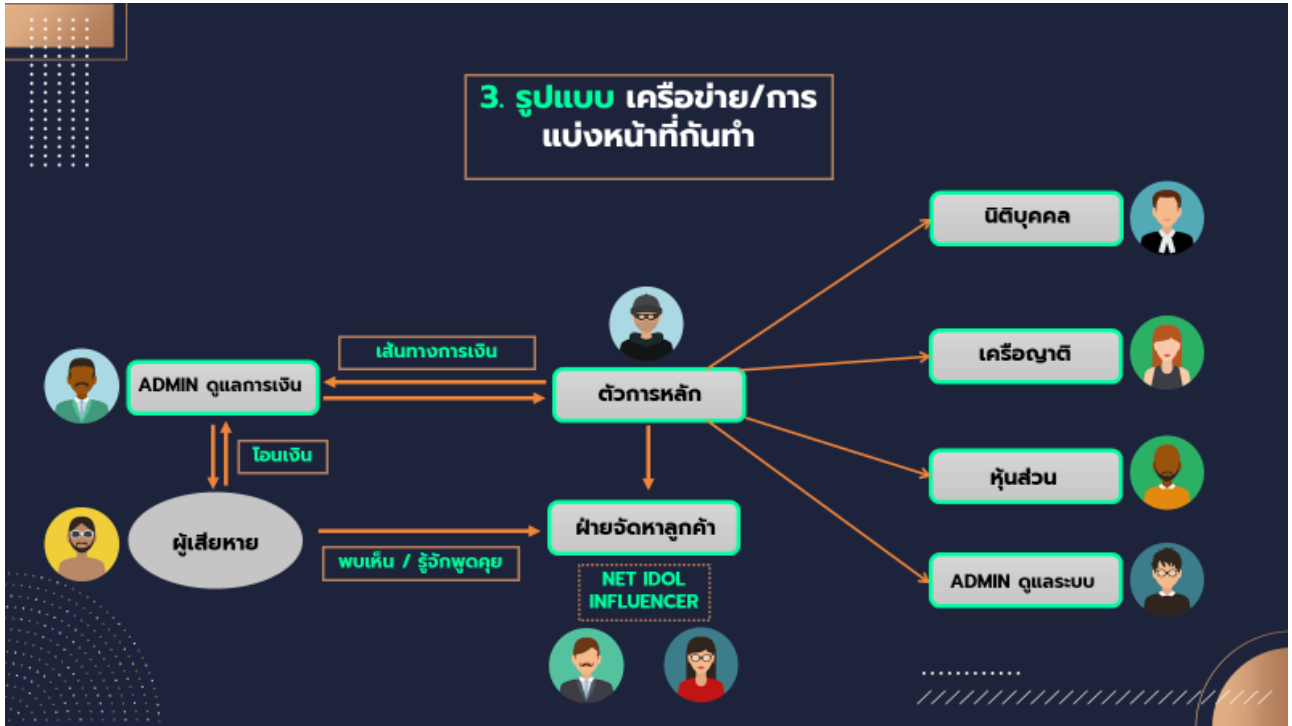 3. รูปแบบ เครือข่าย/การ
แบ่งหน้าที่กันทำ
นิติบุคคล
เส้นทางการเงิน
เครือญาติ
ADMIN ดูแลการเงิน
ตัวการหลัก
โอนเงิน
หุ้นส่วน
ผู้เสียหาย
ฝ่ายจัดหาลูกค้า
พบเห็น / รู้จักพูดคุย
NET IDOL
INFLUENCER
ADMIN ดูแลระบบ